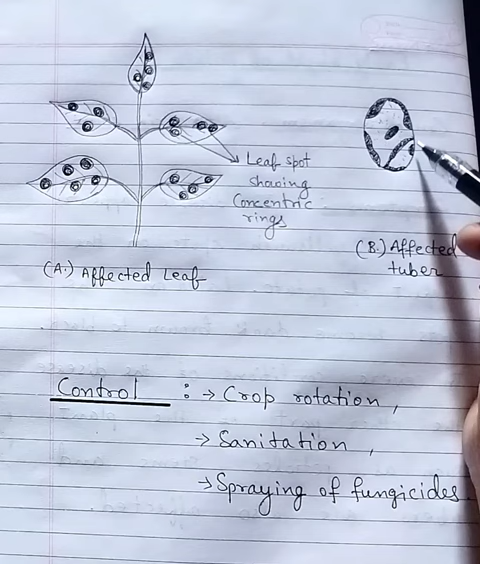 Leaf spot
showing
Concentric
rings
(A.) Affected Leaf
(B.) Affected
tuber
Control : → Crop rotation,
→ Sanitation,
→ Spraying of fungicides.